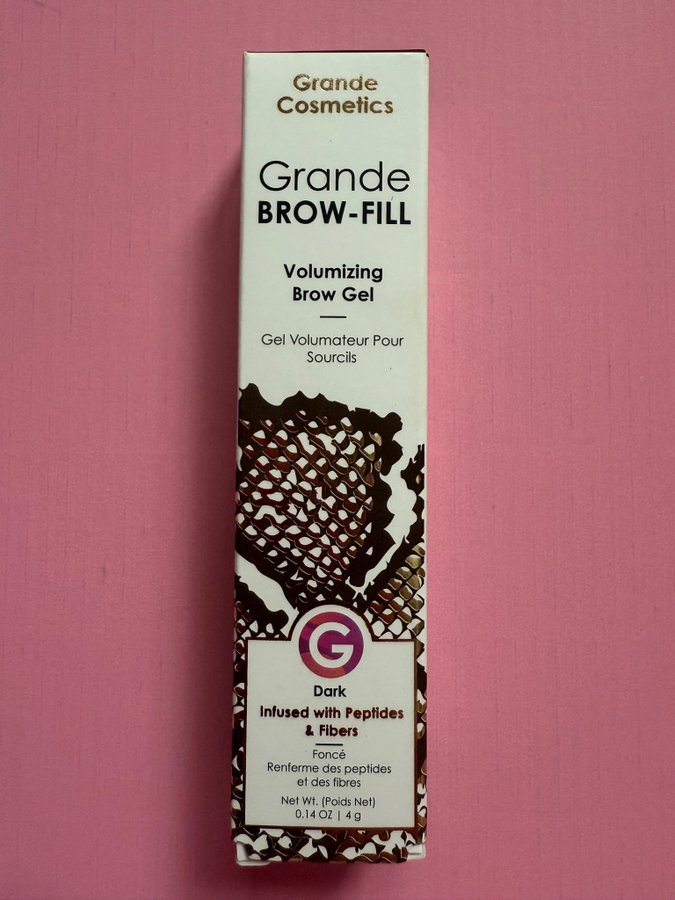 Grande
Cosmetics
Grande
BROW-FILL
Volumizing
Brow Gel
Gel Volumateur Pour
Sourcils
G
Dark
Infused with Peptides
& Fibers
Foncé
Renferme des peptides
et des fibres
Net Wt. (Poids Net)
0.14 OZ | 4 g